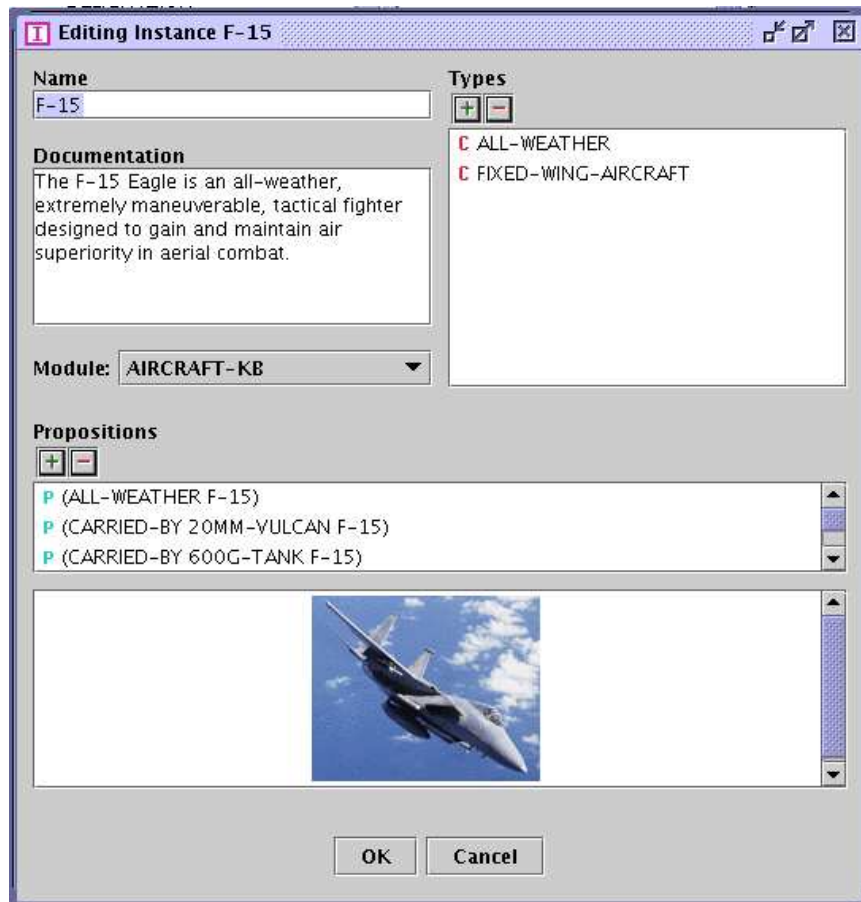 I Editing Instance F-15
Name
F-15
Documentation
The F-15 Eagle is an all-weather,
extremely maneuverable, tactical fighter
designed to gain and maintain air
superiority in aerial combat.
Module: AIRCRAFT-KB
Types
+ -
C ALL-WEATHER
C FIXED-WING-AIRCRAFT
Propositions
+ -
P (ALL-WEATHER F-15)
P (CARRIED-BY 20MM-VULCAN F-15)
P (CARRIED-BY 600G-TANK F-15)
OK Cancel